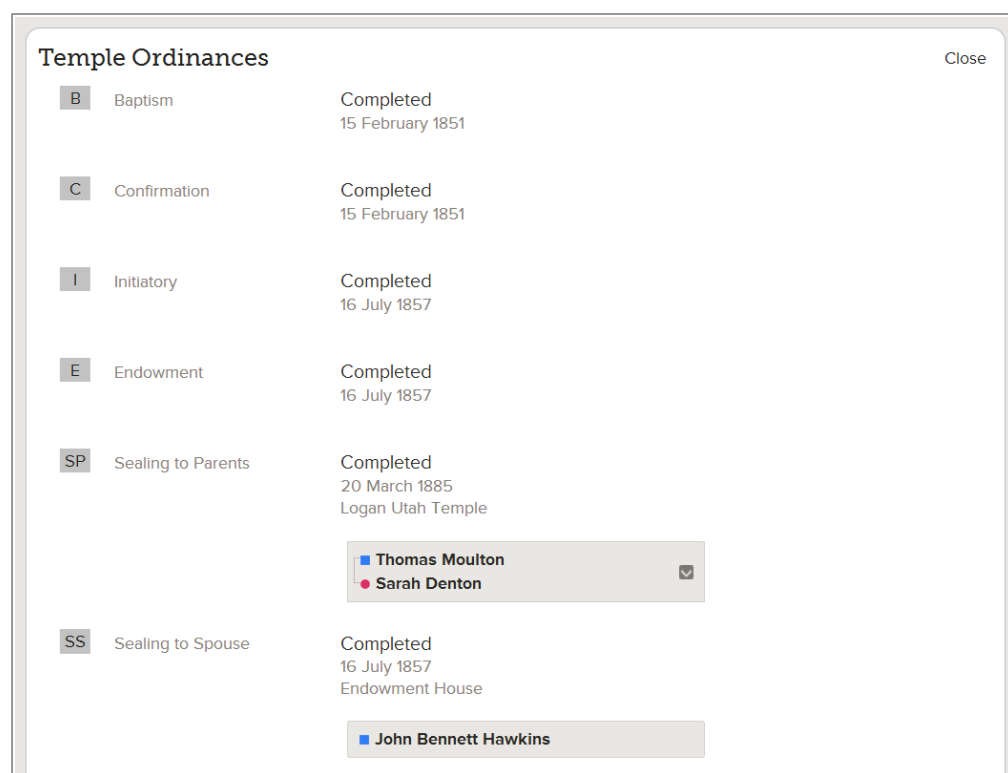 Temple Ordinances
Close
B Baptism Completed
15 February 1851
C Confirmation Completed
15 February 1851
I Initiatory Completed
16 July 1857
E Endowment Completed
16 July 1857
SP Sealing to Parents Completed
20 March 1885
Logan Utah Temple
Thomas Moulton
Sarah Denton
SS Sealing to Spouse Completed
16 July 1857
Endowment House
John Bennett Hawkins